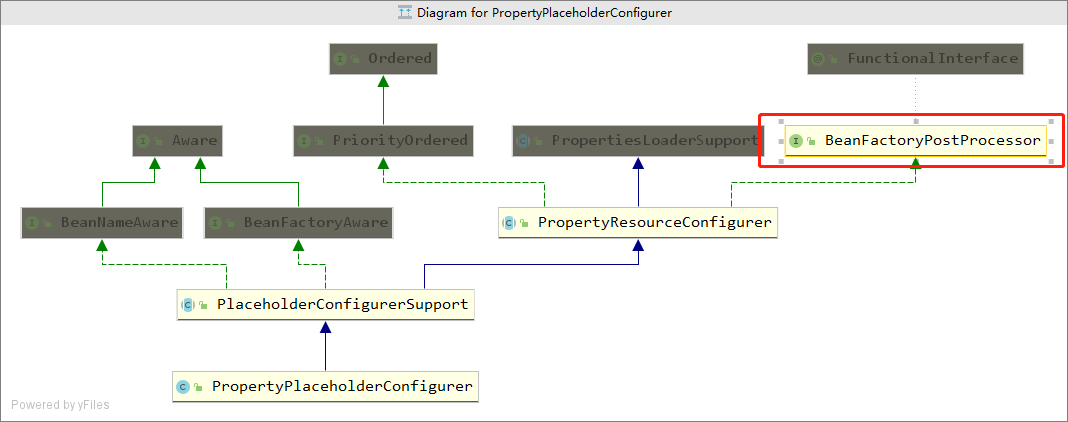 Diagram for PropertyPlaceholderConfigurer
Ordered
FunctionalInterface
Aware
PriorityOrdered
PropertiesLoaderSupport
BeanFactoryPostProcessor
BeanNameAware
BeanFactoryAware
PropertyResourceConfigurer
PlaceholderConfigurerSupport
PropertyPlaceholderConfigurer
Powered by yFiles